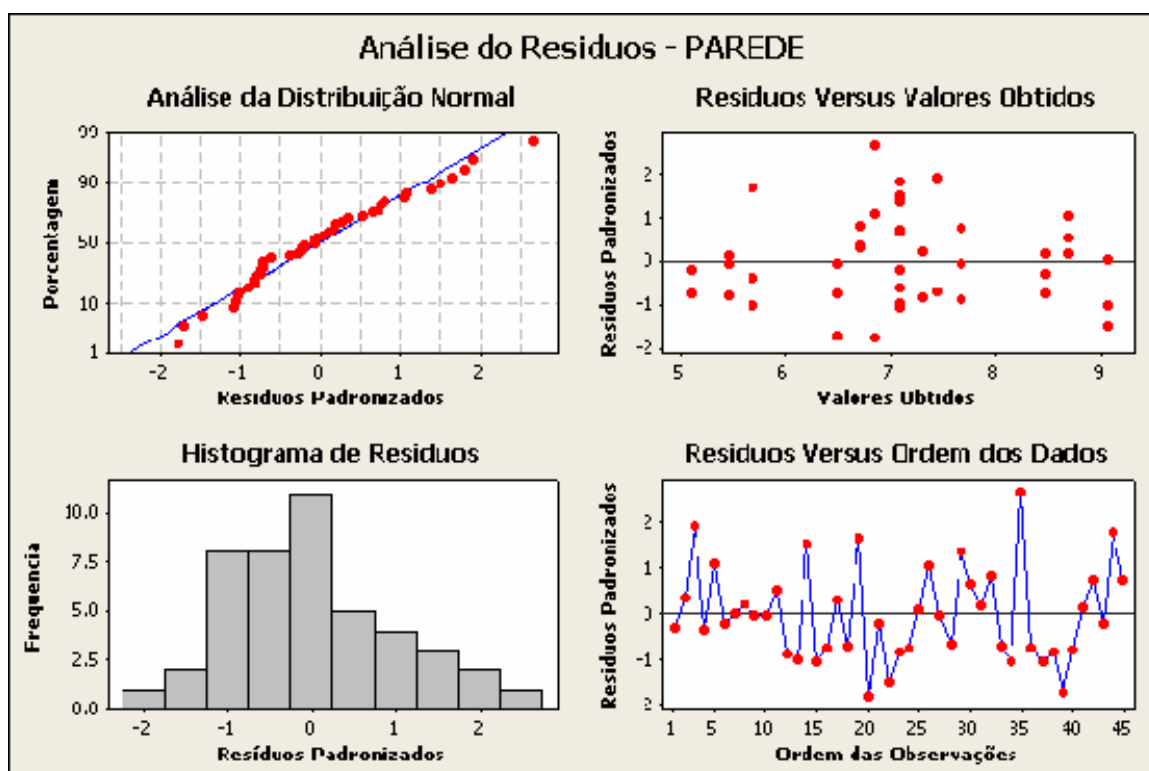 Análise do Residuos - PAREDE
Análise da Distribuição Normal
Porcentagem
99
90
50
10
1
-2 -1 0 1 2
Resíduos Padronizados
Residuos Versus Valores Obtidos
Resíduos Padronizados
2
1
0
-1
-2
5 6 7 8 9
Valores Obtidos
Histograma de Residuos
Frequencia
10.0
7.5
5.0
2.5
0.0
-2 -1 0 1 2
Resíduos Padronizados
Residuos Versus Ordem dos Dados
Resíduos Padronizados
2
1
0
-1
-2
1 5 10 15 20 25 30 35 40 45
Ordem das Observações